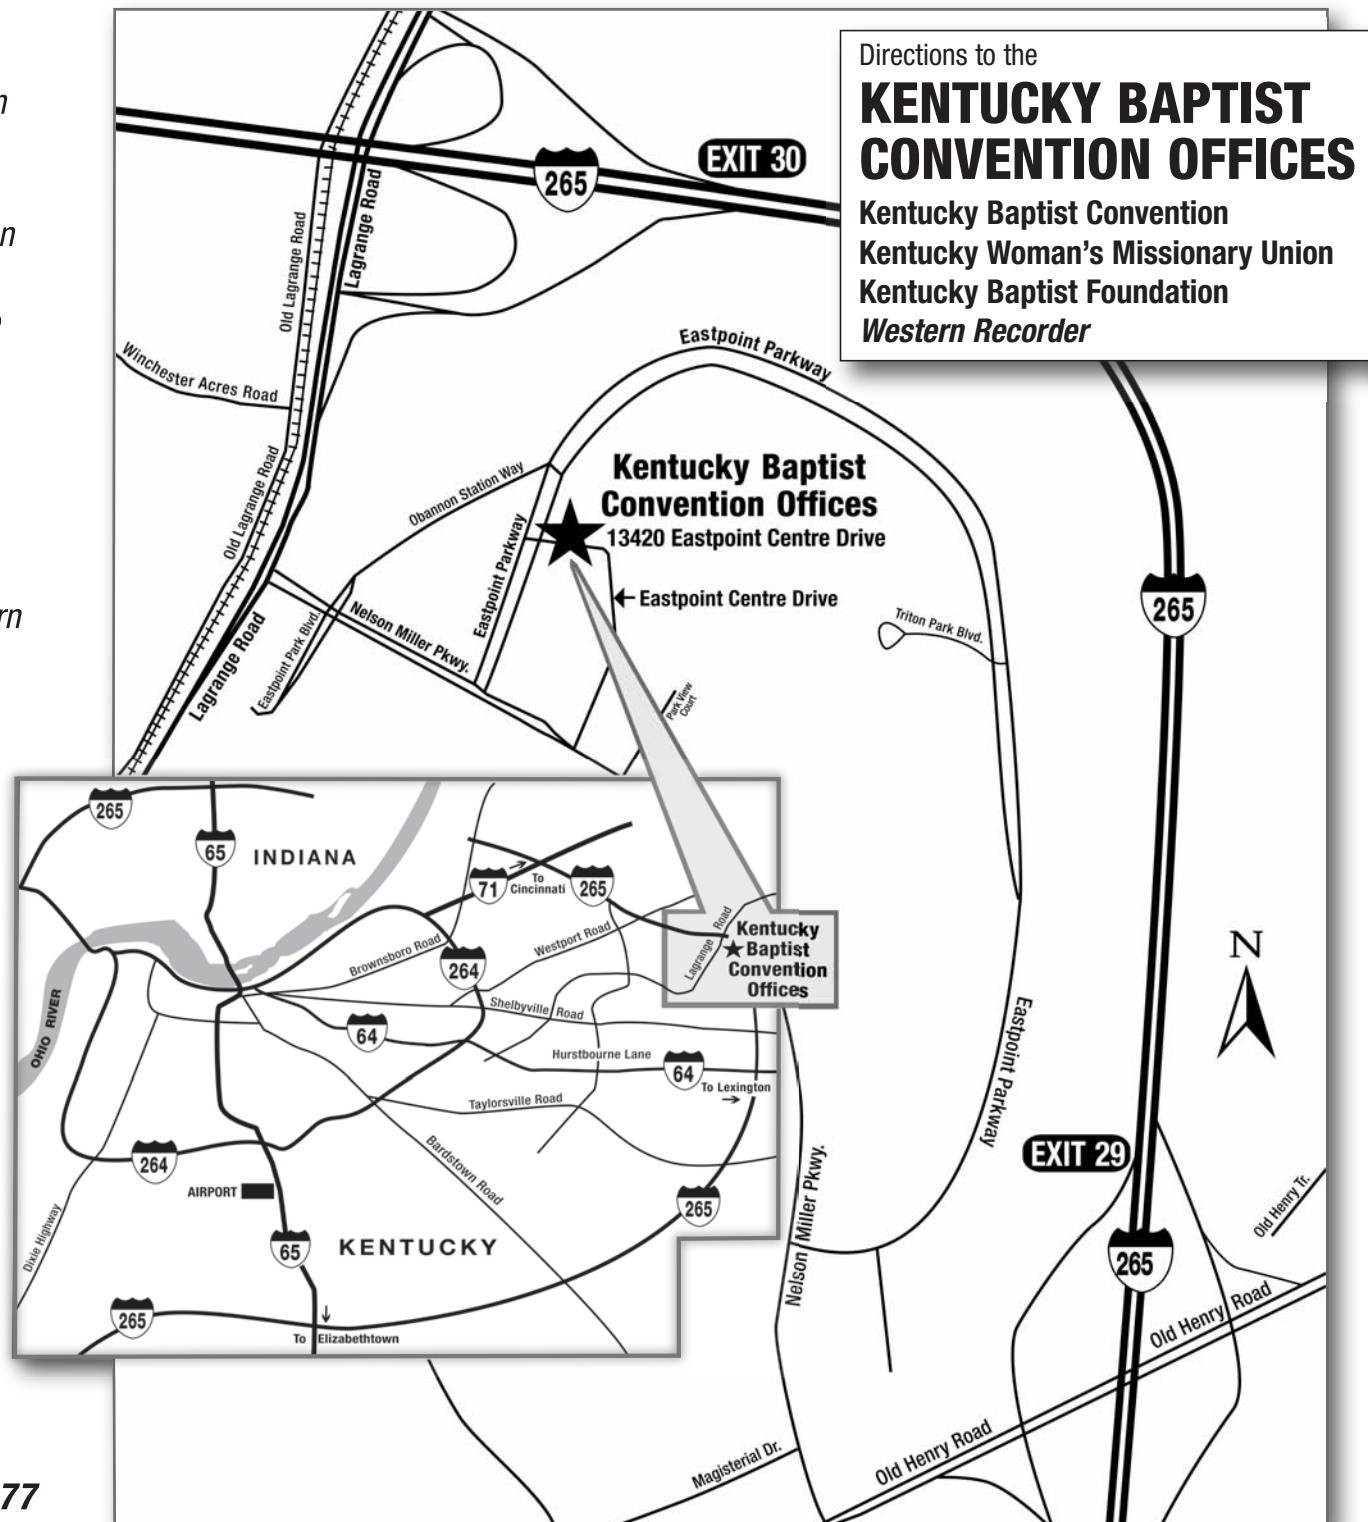 Directions to the
KENTUCKY BAPTIST
CONVENTION OFFICES
Kentucky Baptist Convention
Kentucky Woman's Missionary Union
Kentucky Baptist Foundation
Western Recorder
EXIT 30
265
Lagrange Road
Old Lagrange Road
Winchester Acres Road
Eastpoint Parkway
Old Lagrange Road
Obannon Station Way
Kentucky Baptist
Convention Offices
13420 Eastpoint Centre Drive
Eastpoint Parkway
Eastpoint Centre Drive
265
Triton Park Blvd.
Nelson Miller Pkwy.
Eastpoint Park Blvd.
Lagrange Road
Park View
Court
265
65
INDIANA
71
To
Cincinnati
265
Brownsboro Road
Westport Road
264
Lagrange Road
Kentucky
Baptist
Convention
Offices
OHIO RIVER
Shelbyville Road
64
Hurstbourne Lane
64
To Lexington
Taylorsville Road
Bardstown Road
264
AIRPORT
265
Dixie Highway
65
KENTUCKY
265
To Elizabethtown
N
Eastpoint Parkway
EXIT 29
Nelson Miller Pkwy.
Old Henry Tr.
265
Old Henry Road
Old Henry Road
Magisterial Dr.
77